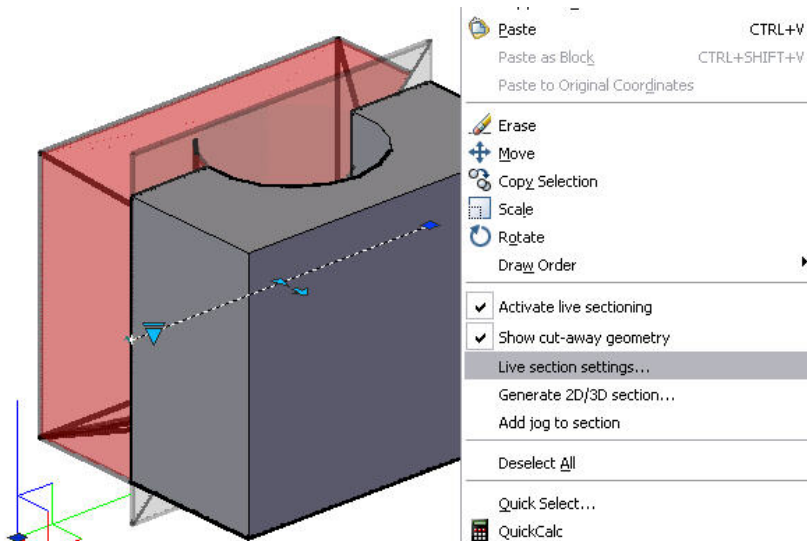 Paste CTRL+V
Paste as Block CTRL+SHIFT+V
Paste to Original Coordinates
Erase
Move
Copy Selection
Scale
Rotate
Draw Order
Activate live sectioning
Show cut-away geometry
Live section settings...
Generate 2D/3D section...
Add jog to section
Deselect All
Quick Select...
QuickCalc